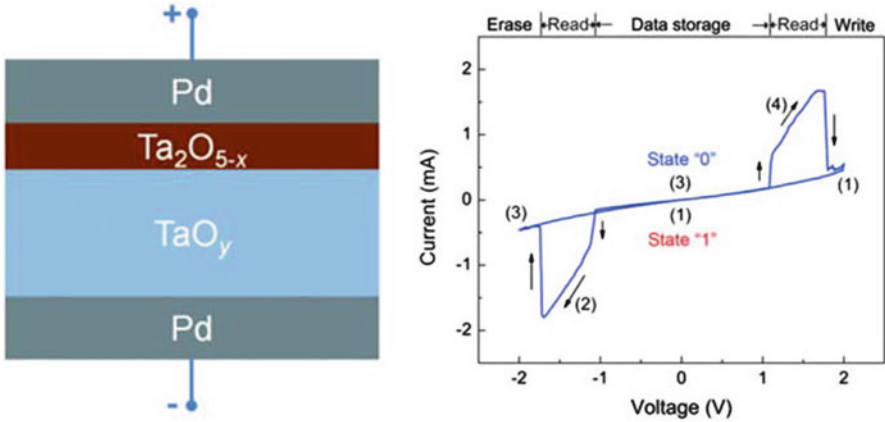 +
Pd
Ta₂O₅₋ₓ
TaOᵧ
Pd
-
Erase Read Data storage Read Write
2
1
0
-1
-2
Current (mA)
(4)
State "0"
(3)
(3)
(1)
(1)
State "1"
(2)
-2 -1 0 1 2
Voltage (V)